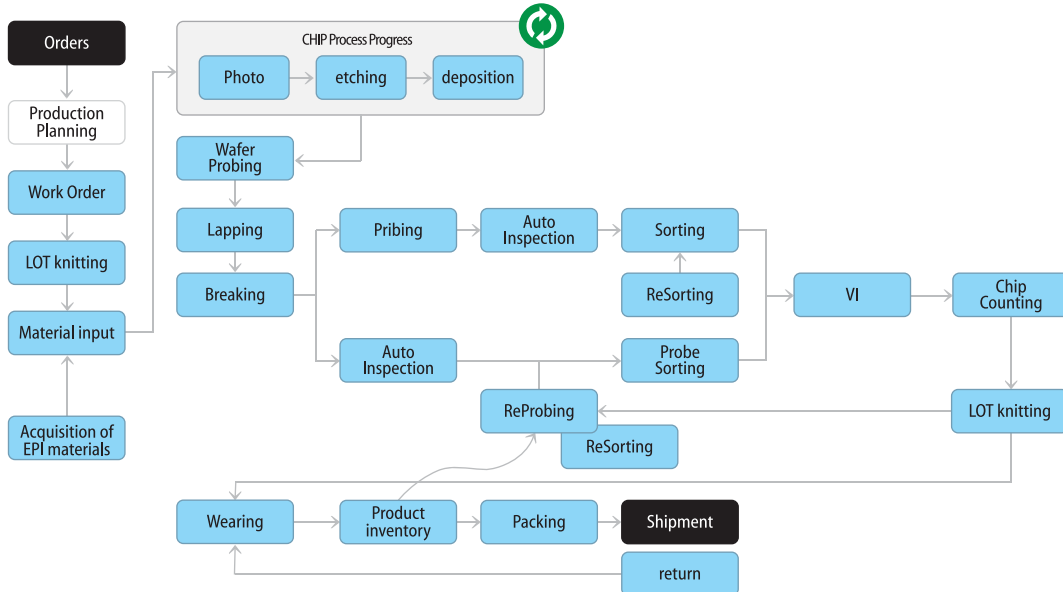 Orders
CHIP Process Progress
Photo
etching
deposition
Production
Planning
Wafer
Probing
Work Order
Lapping
Pribing
Auto
Inspection
Sorting
LOT knitting
Breaking
ReSorting
VI
Chip
Counting
Material input
Auto
Inspection
Probe
Sorting
Acquisition of
EPI materials
ReProbing
LOT knitting
ReSorting
Wearing
Product
inventory
Packing
Shipment
return